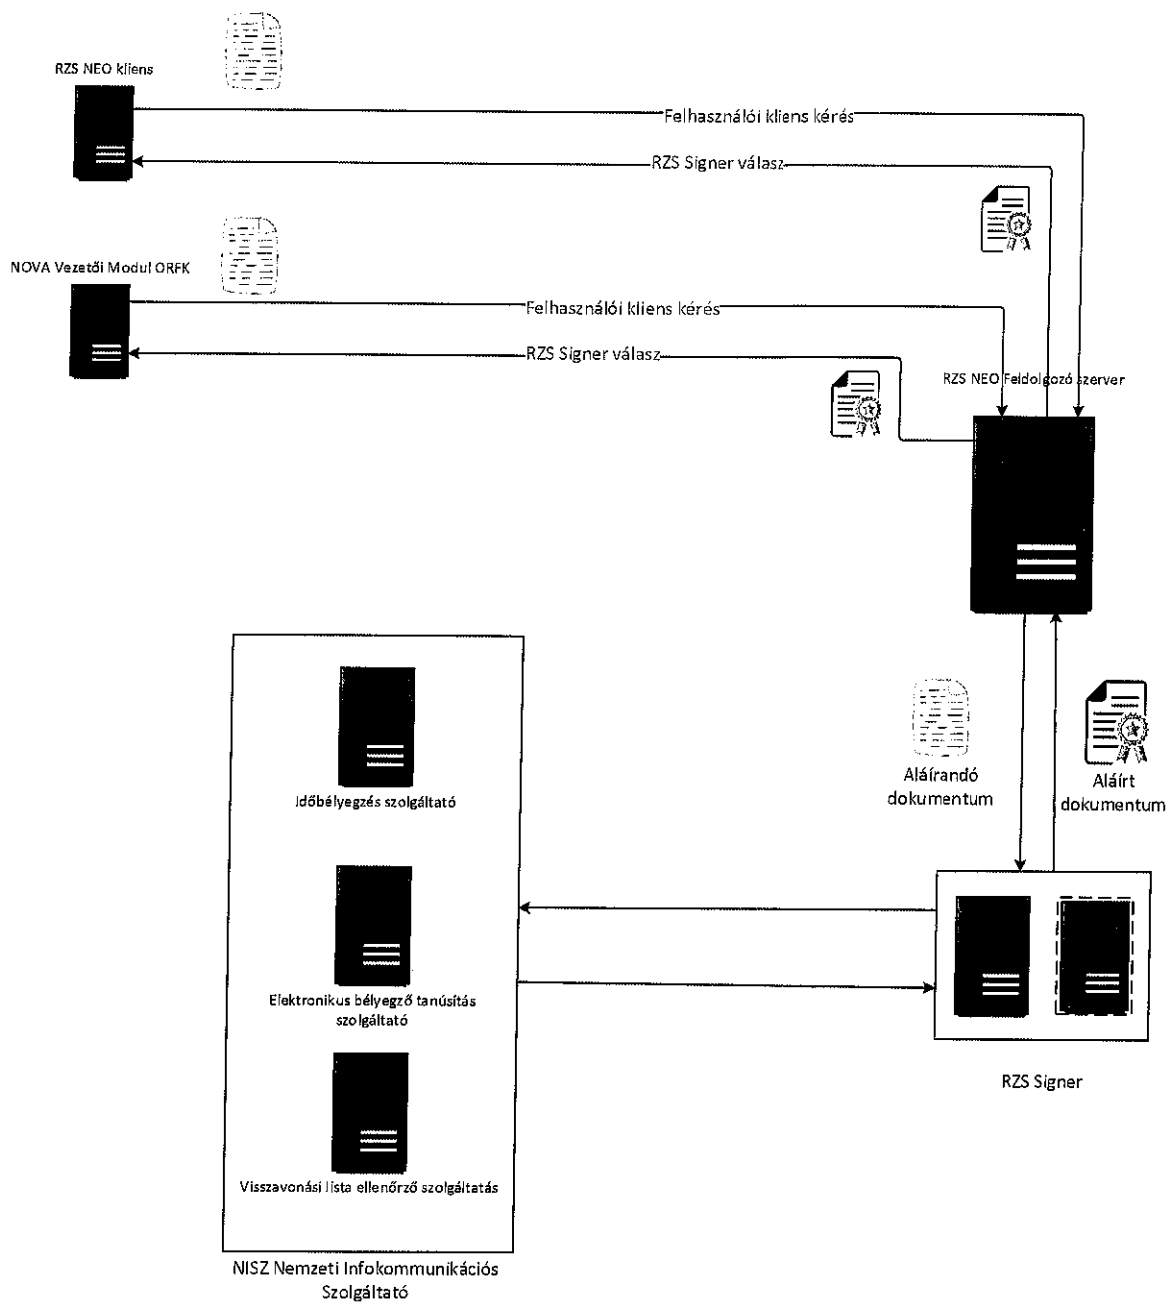 RZS NEO kliens
Felhasználói kliens kérés
RZS Signer válasz
NOVA Vezetői Modul ORFK
Felhasználói kliens kérés
RZS Signer válasz
RZS NEO Feldolgozó szerver
Aláírandó
dokumentum
Aláírt
dokumentum
Időbélyegzés szolgáltató
Elektronikus bélyegző tanúsítás
szolgáltató
Visszavonási lista ellenőrző szolgáltatás
RZS Signer
NISZ Nemzeti Infokommunikációs
Szolgáltató